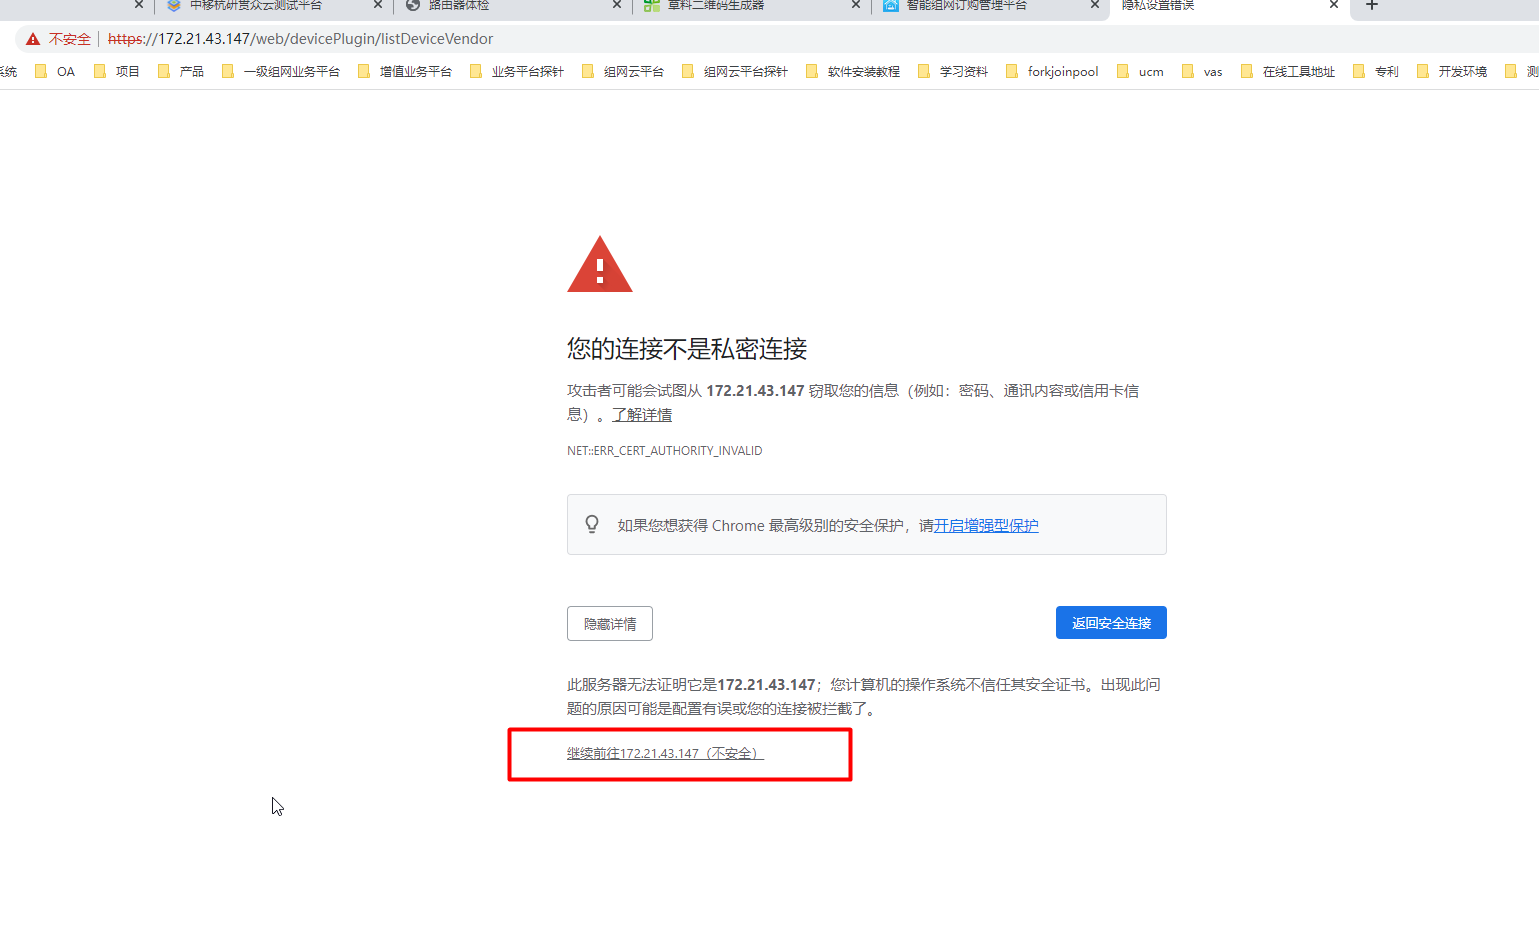 中移杭研贯众云测试平台
路由器体检
草料二维码生成器
智能组网订购管理平台
隐私设置错误
不安全 https://172.21.43.147/web/devicePlugin/listDeviceVendor
系统 OA 项目 产品 一级组网业务平台 增值业务平台 业务平台探针 组网云平台 组网云平台探针 软件安装教程 学习资料 forkjoinpool ucm vas 在线工具地址 专利 开发环境 测
您的连接不是私密连接
攻击者可能会试图从 172.21.43.147 窃取您的信息（例如：密码、通讯内容或信用卡信
息）。了解详情
NET::ERR_CERT_AUTHORITY_INVALID
如果您想获得 Chrome 最高级别的安全保护，请开启增强型保护
隐藏详情
返回安全连接
此服务器无法证明它是172.21.43.147；您计算机的操作系统不信任其安全证书。出现此问
题的原因可能是配置有误或您的连接被拦截了。
继续前往172.21.43.147（不安全）